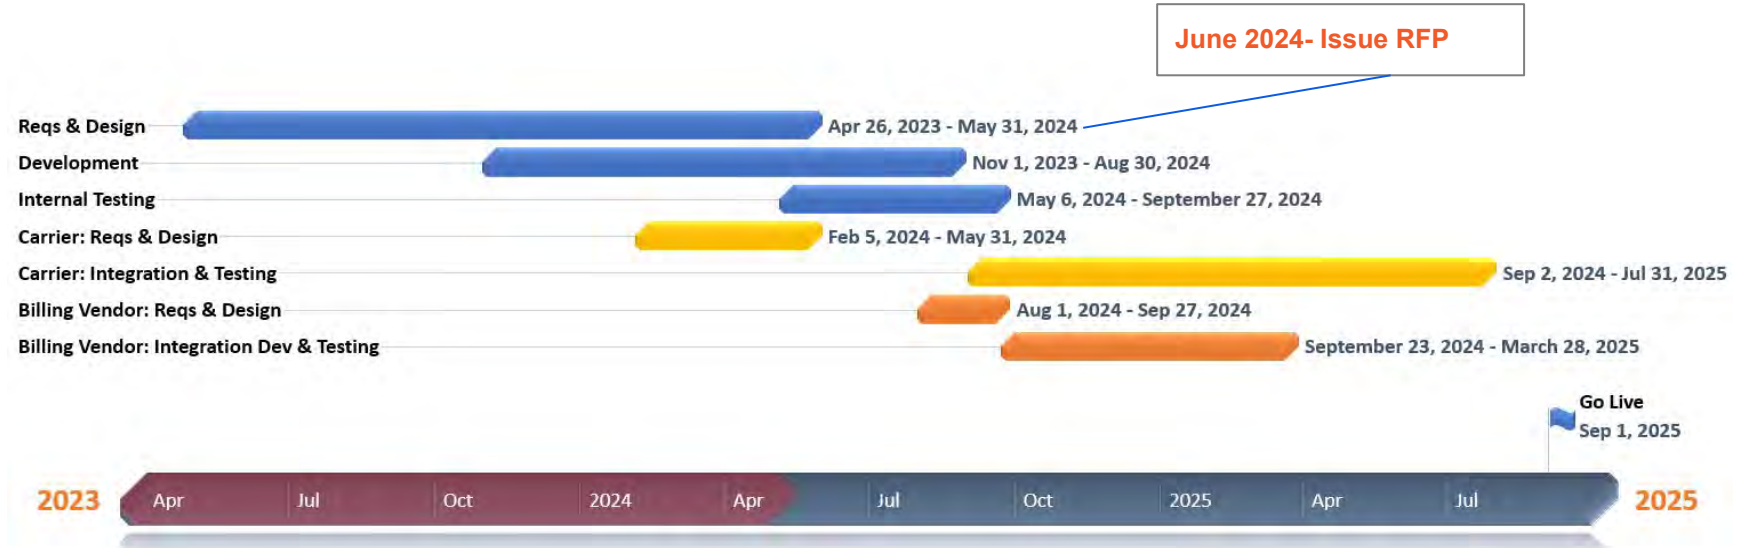 June 2024- Issue RFP
Reqs & Design Apr 26, 2023 - May 31, 2024
Development Nov 1, 2023 - Aug 30, 2024
Internal Testing May 6, 2024 - September 27, 2024
Carrier: Reqs & Design Feb 5, 2024 - May 31, 2024
Carrier: Integration & Testing Sep 2, 2024 - Jul 31, 2025
Billing Vendor: Reqs & Design Aug 1, 2024 - Sep 27, 2024
Billing Vendor: Integration Dev & Testing September 23, 2024 - March 28, 2025
Go Live
Sep 1, 2025
2023 Apr Jul Oct 2024 Apr Jul Oct 2025 Apr Jul 2025